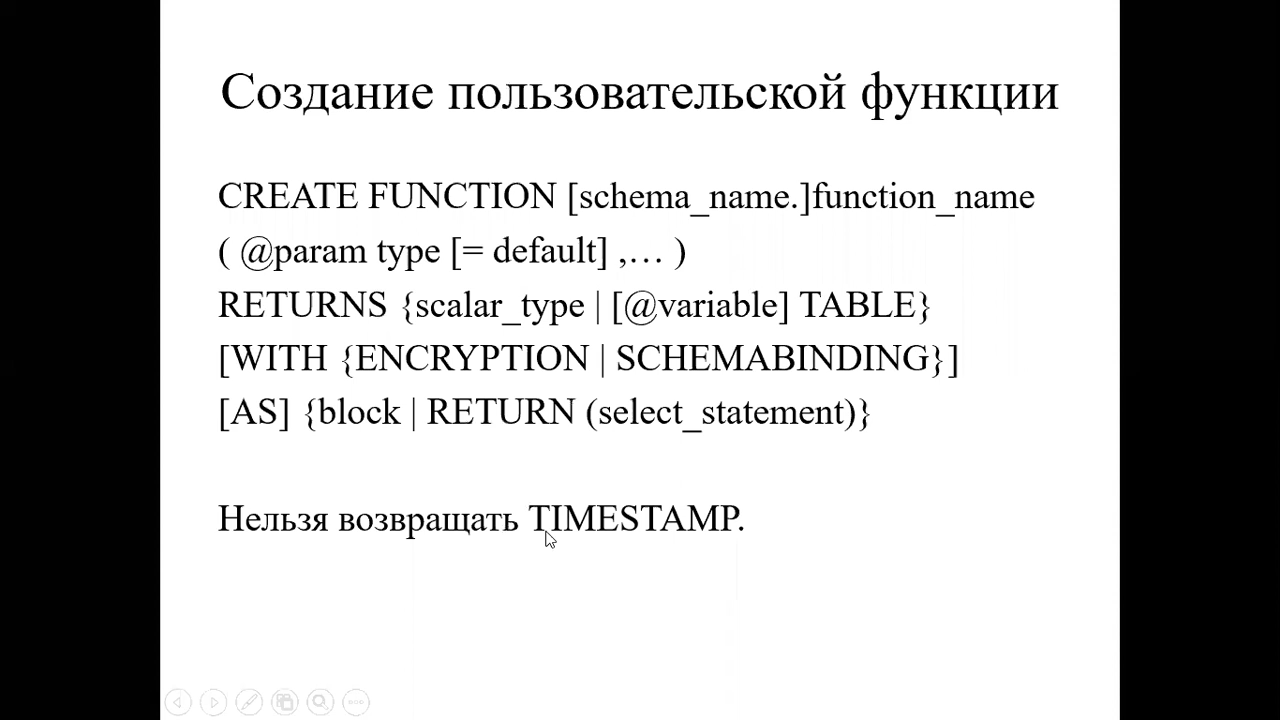 Создание пользовательской функции
CREATE FUNCTION [schema_name.]function_name
( @param type [= default] ,… )
RETURNS {scalar_type | [@variable] TABLE}
[WITH {ENCRYPTION | SCHEMABINDING}]
[AS] {block | RETURN (select_statement)}
Нельзя возвращать TIMESTAMP.